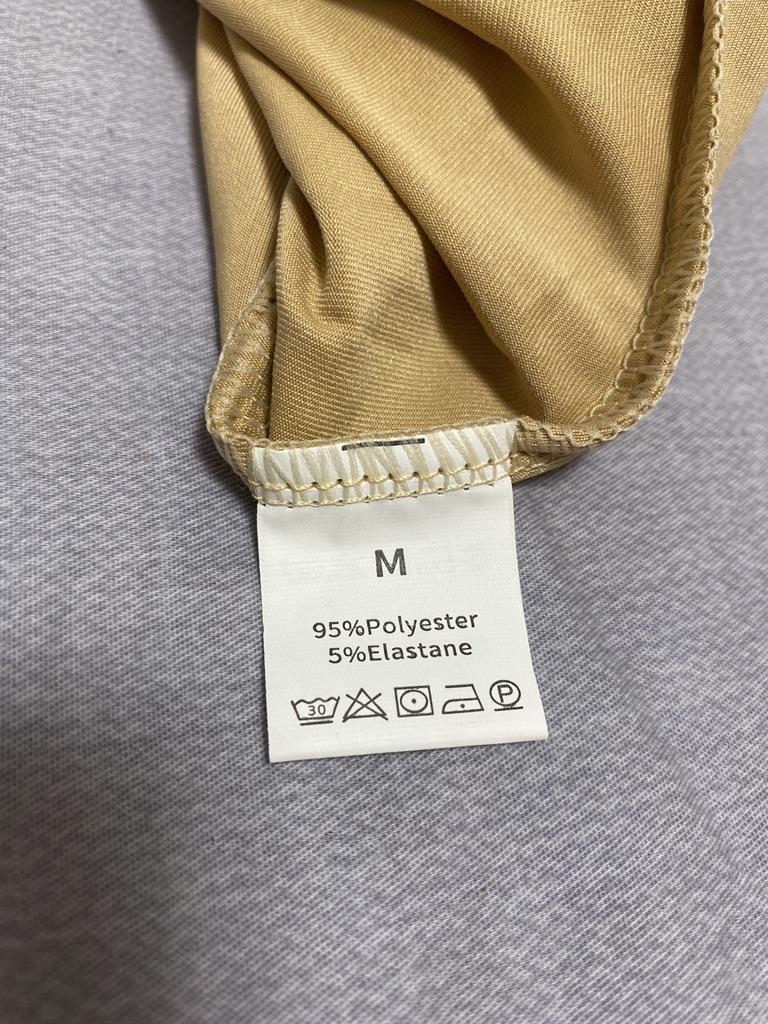 M
95%Polyester
5%Elastane
30 P